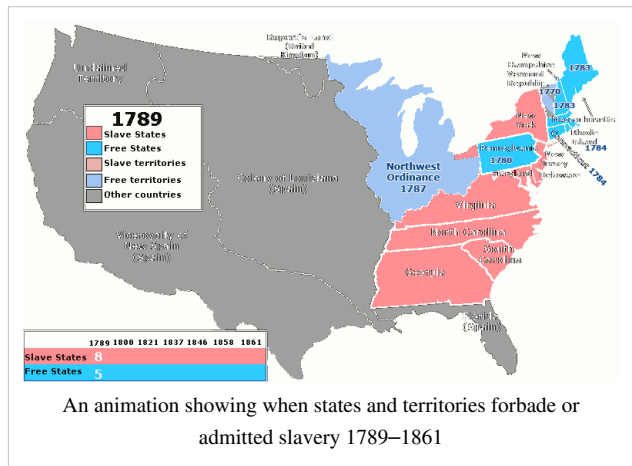 Rupert's Land
(United
Kingdom)
Unclaimed
Territory
New
Hampshire
Vermont
Republic
1783
1770
1783
Massachusetts
Rhode
Island
1784
Connecticut
1784
New
York
1789
Slave States
Free States
Slave territories
Free territories
Other countries
Pennsylvania
1780
New
Jersey
Maryland
Delaware
Northwest
Ordinance
1787
Colony of Louisiana
(Spain)
Virginia
Viceroyalty of
New Spain
(Spain)
North Carolina
South
Carolina
Georgia
Florida
(Spain)
1789 1800 1821 1837 1846 1858 1861
Slave States 8
Free States 5
An animation showing when states and territories forbade or
admitted slavery 1789–1861